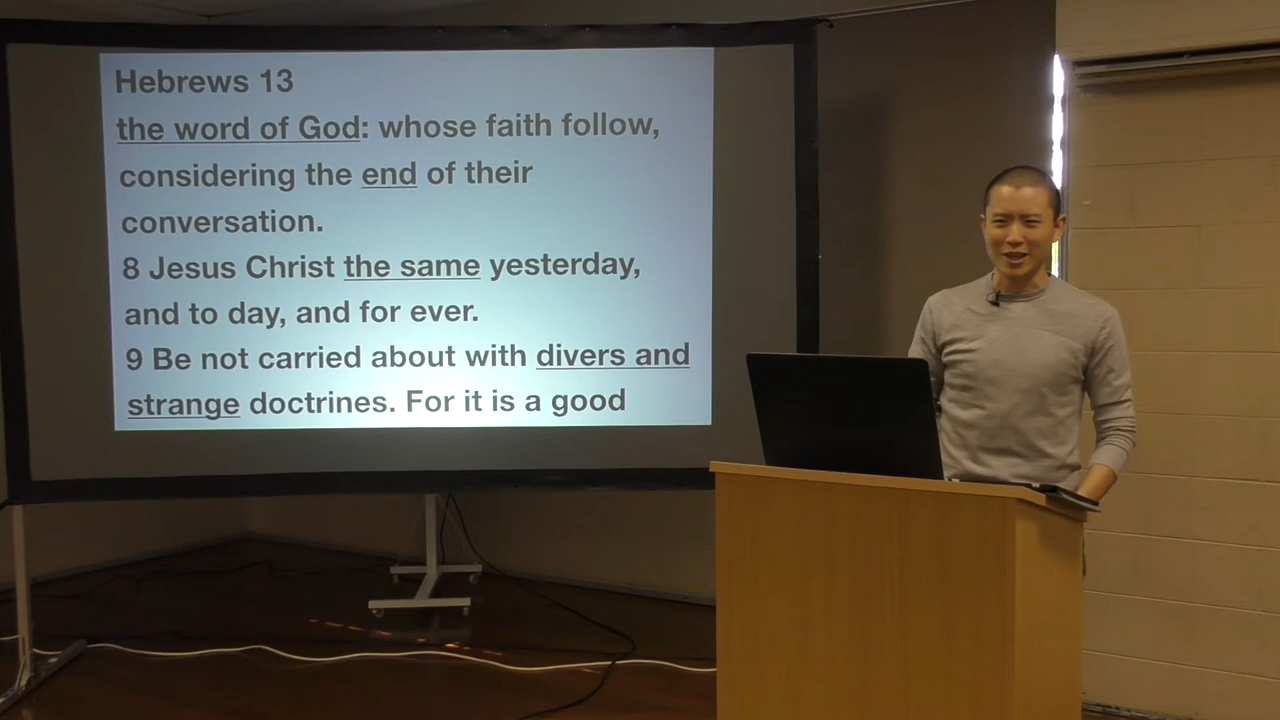 Hebrews 13
the word of God: whose faith follow,
considering the end of their
conversation.
8 Jesus Christ the same yesterday,
and to day, and for ever.
9 Be not carried about with divers and
strange doctrines. For it is a good